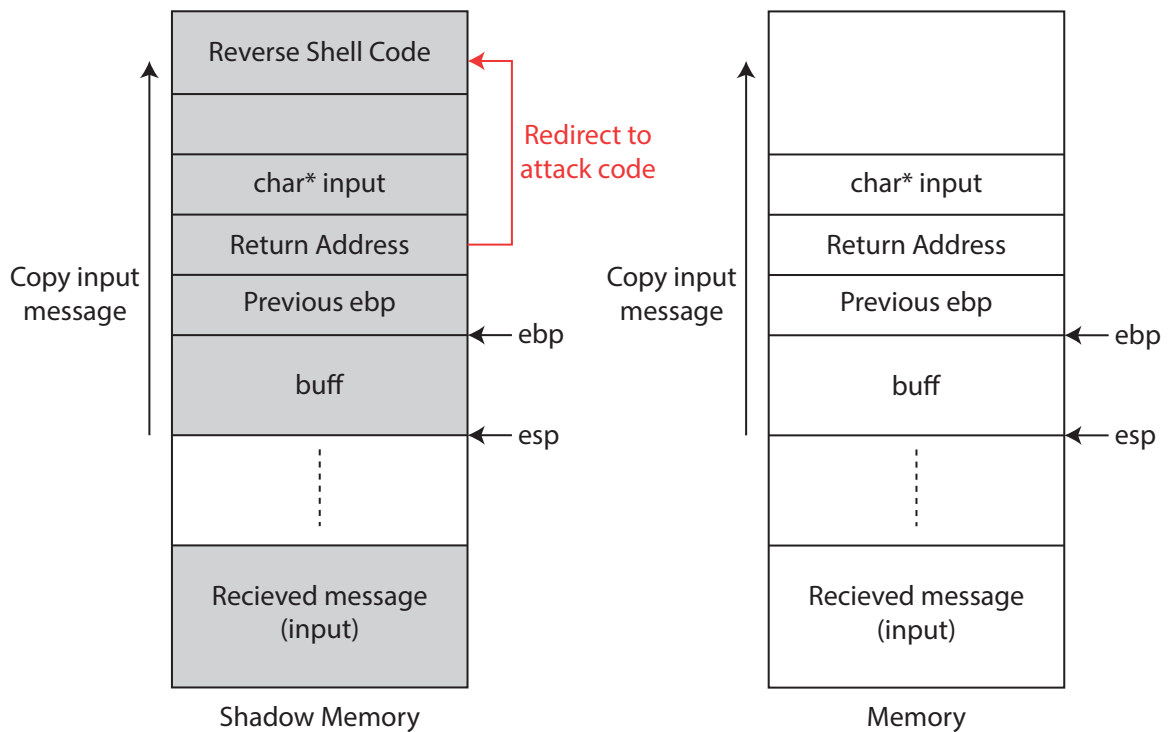 Reverse Shell Code
Redirect to
attack code
char* input
Return Address
Copy input
message
Previous ebp
ebp
buff
esp
Recieved message
(input)
Shadow Memory
char* input
Return Address
Copy input
message
Previous ebp
ebp
buff
esp
Recieved message
(input)
Memory